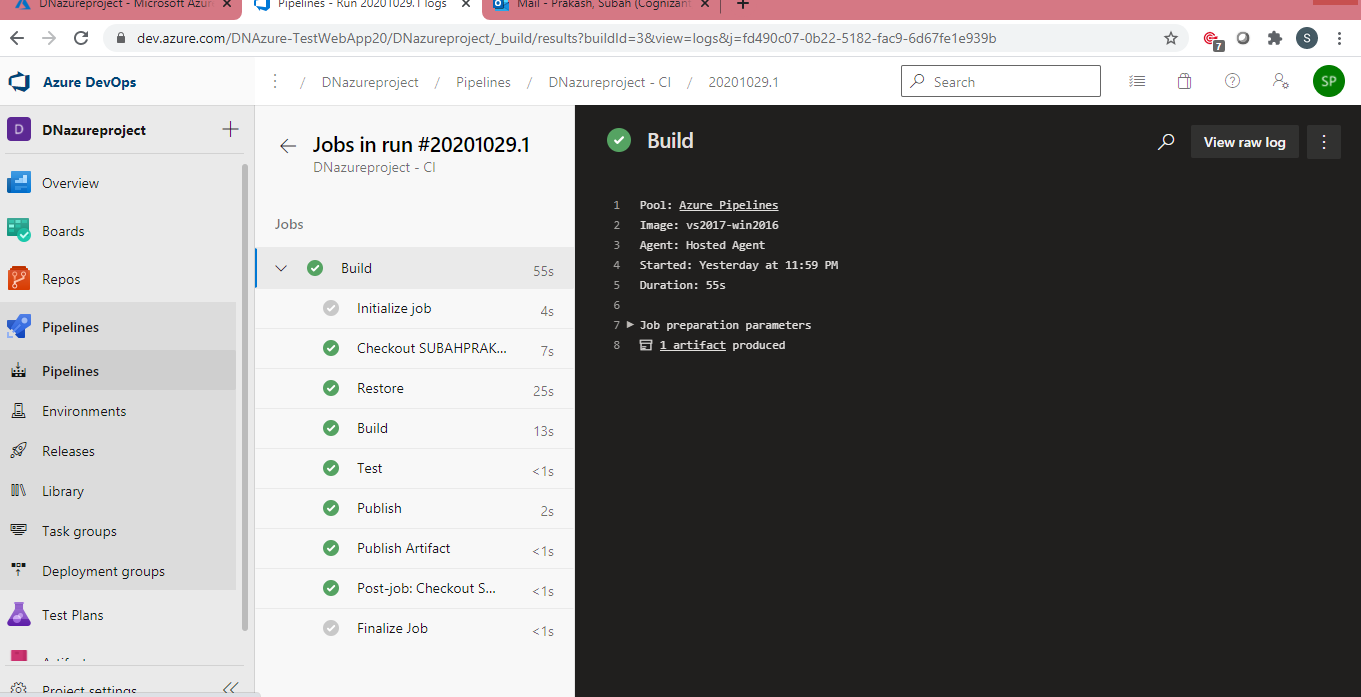 DNazureproject - Microsoft Azur
Pipelines - Run 20201029.1 logs
Mail - Prakash, Subah (Cognizan
dev.azure.com/DNAzure-TestWebApp20/DNazureproject/_build/results?buildId=3&view=logs&j=fd490c07-0b22-5182-fac9-6d67fe1e939b
7
S
Azure DevOps
/ DNazureproject / Pipelines / DNazureproject - CI / 20201029.1
Search
SP
D DNazureproject
Overview
Boards
Repos
Pipelines
Pipelines
Environments
Releases
Library
Task groups
Deployment groups
Test Plans
Project settings
Jobs in run #20201029.1
DNazureproject - CI
Jobs
Build 55s
Initialize job 4s
Checkout SUBAHPRAK... 7s
Restore 25s
Build 13s
Test <1s
Publish 2s
Publish Artifact <1s
Post-job: Checkout S... <1s
Finalize Job <1s
Build
View raw log
1 Pool: Azure Pipelines
2 Image: vs2017-win2016
3 Agent: Hosted Agent
4 Started: Yesterday at 11:59 PM
5 Duration: 55s
6
7 Job preparation parameters
8 1 artifact produced